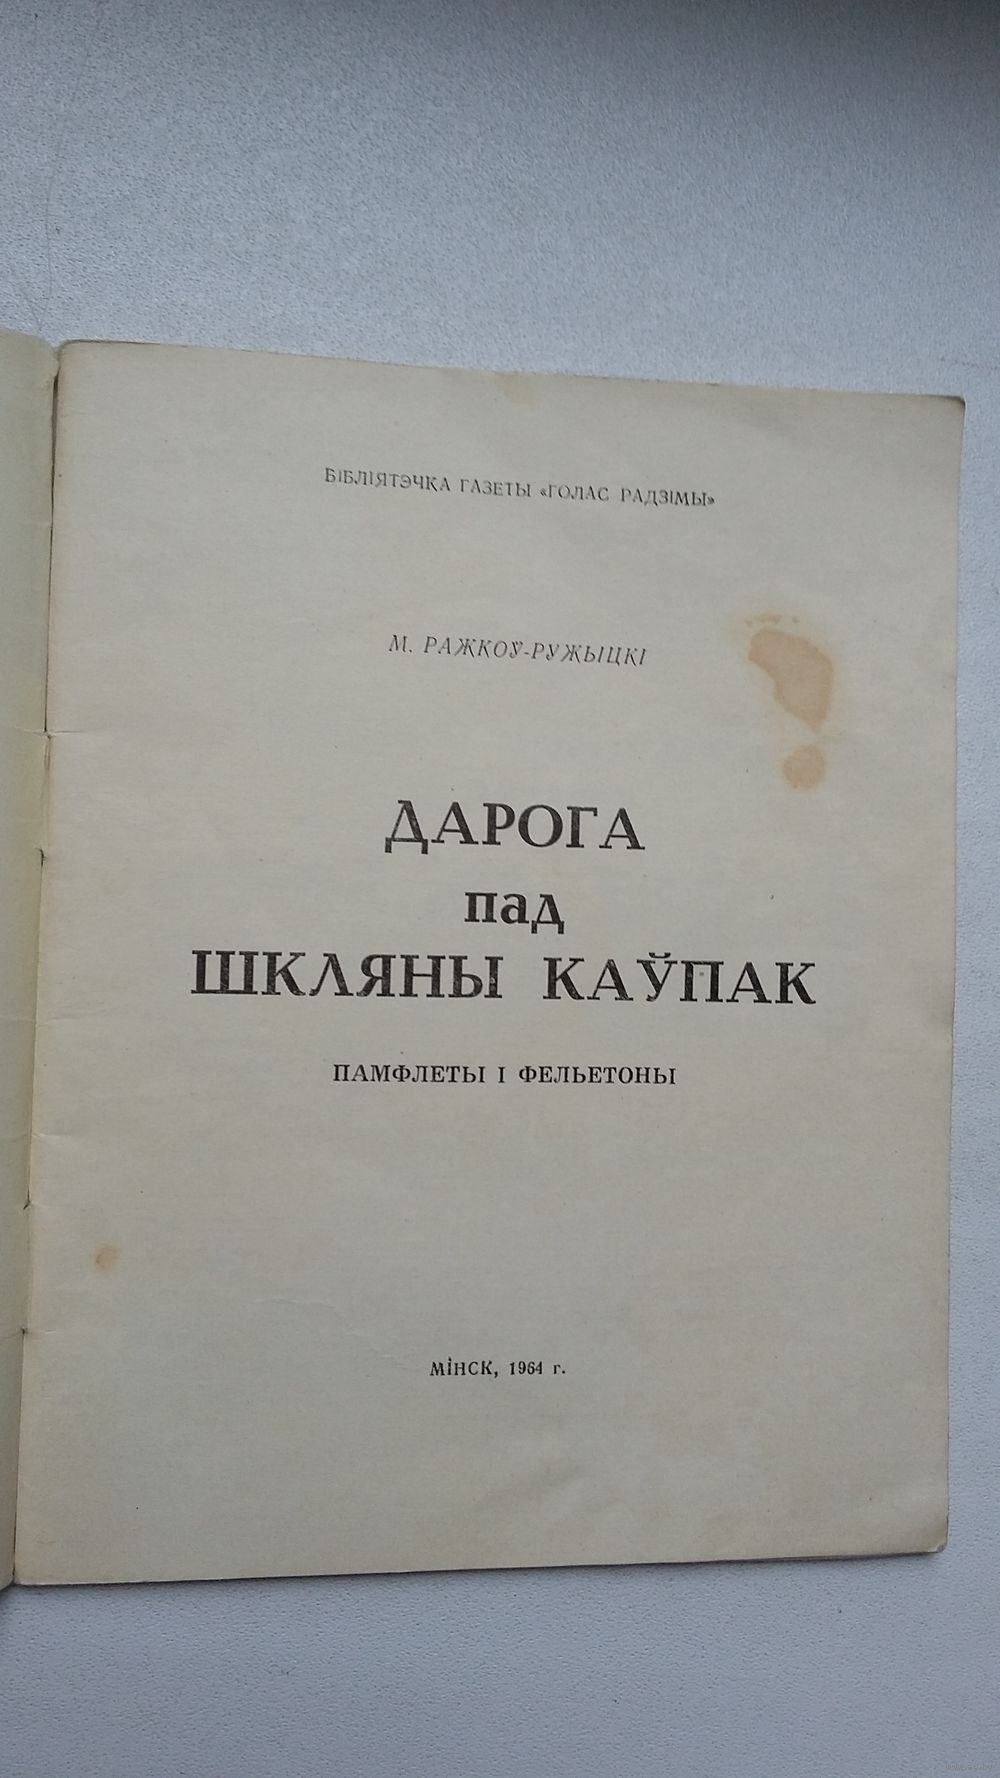 БІБЛІЯТЭЧКА ГАЗЕТЫ «ГОЛАС РАДЗІМЫ»
М. РАЖКОЎ-РУЖЫЦКІ
ДАРОГА
пад
ШКЛЯНЫ КАЎПАК
ПАМФЛЕТЫ І ФЕЛЬЕТОНЫ
МІНСК, 1964 г.